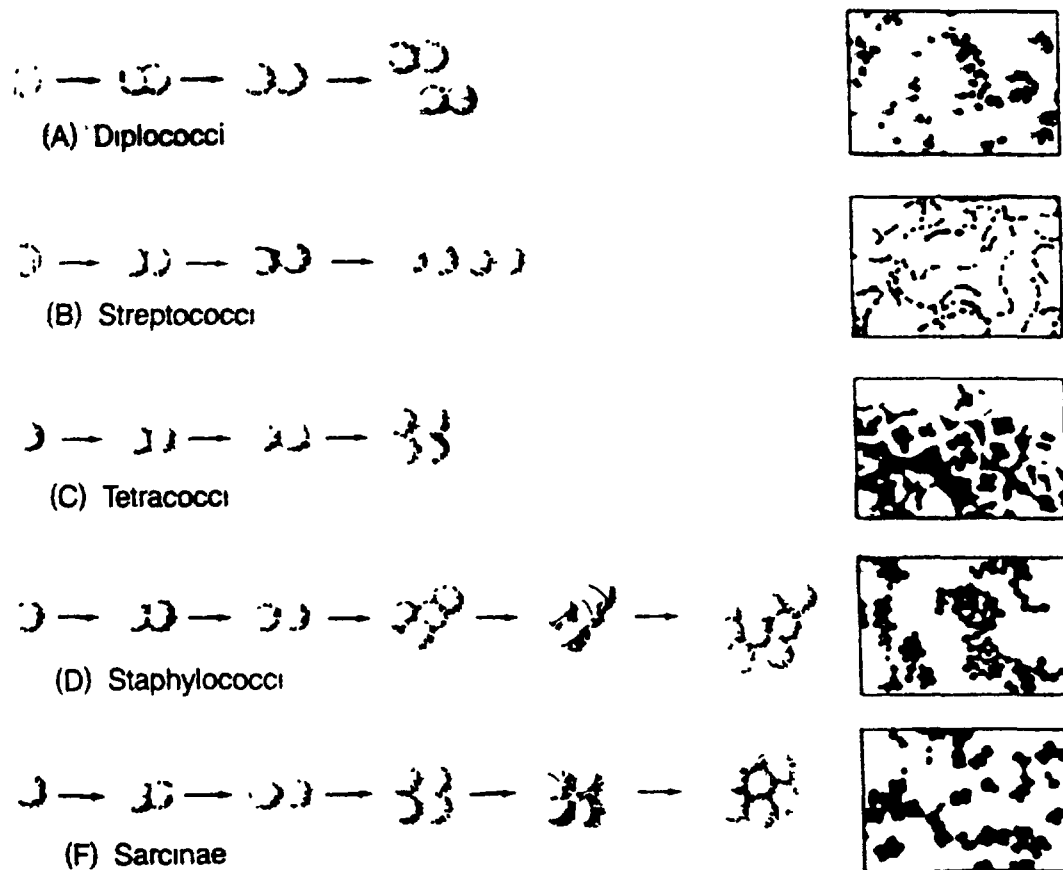 (A) Diplococci
(B) Streptococci
(C) Tetracocci
(D) Staphylococci
(F) Sarcinae